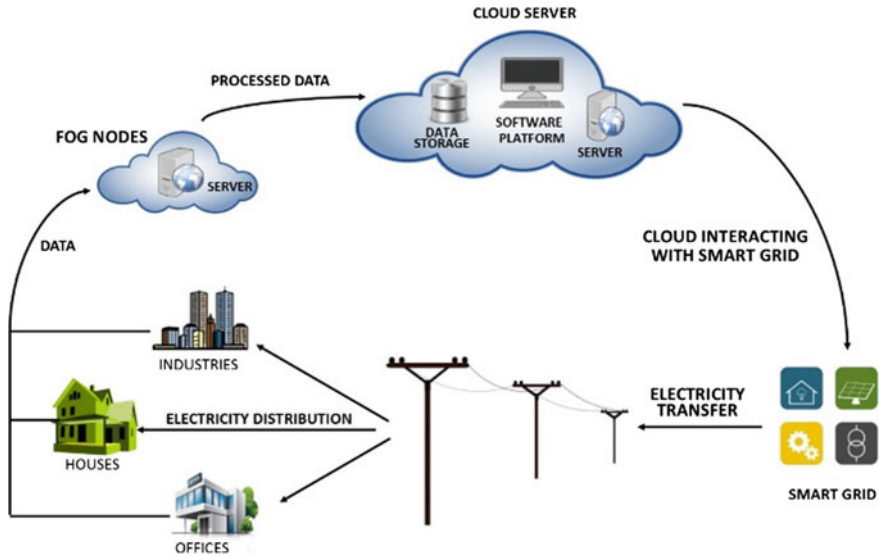 CLOUD SERVER
PROCESSED DATA
DATA
STORAGE
SOFTWARE
PLATFORM
SERVER
FOG NODES
SERVER
DATA
CLOUD INTERACTING
WITH SMART GRID
INDUSTRIES
ELECTRICITY DISTRIBUTION
HOUSES
OFFICES
ELECTRICITY
TRANSFER
SMART GRID